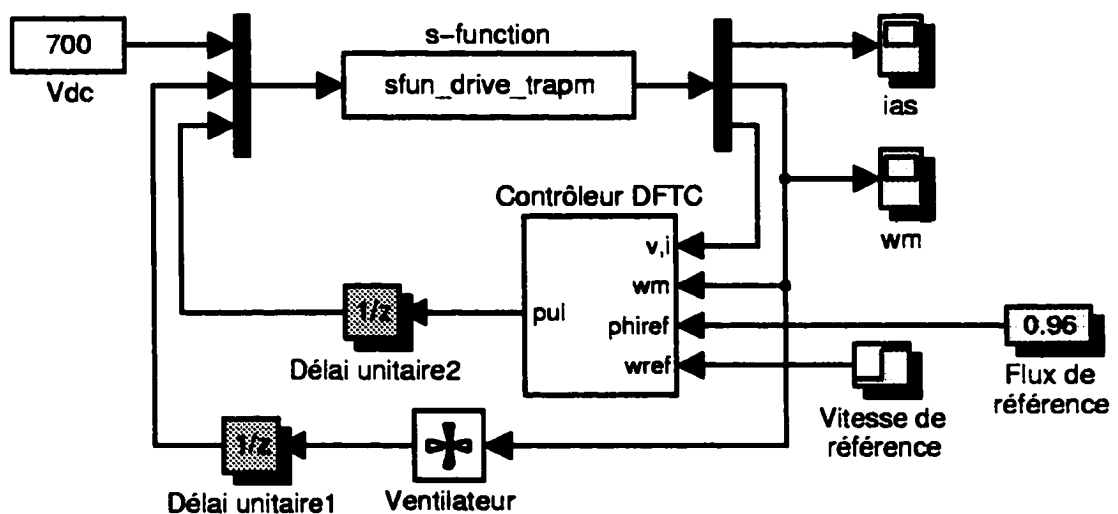 700
Vdc
s-function
sfun_drive_trapm
ias
wm
Contrôleur DFTC
v,i
wm
phiref
wref
pul
1/z
Délai unitaire2
0.96
Flux de
référence
Vitesse de
référence
1/z
Délai unitaire1
Ventilateur